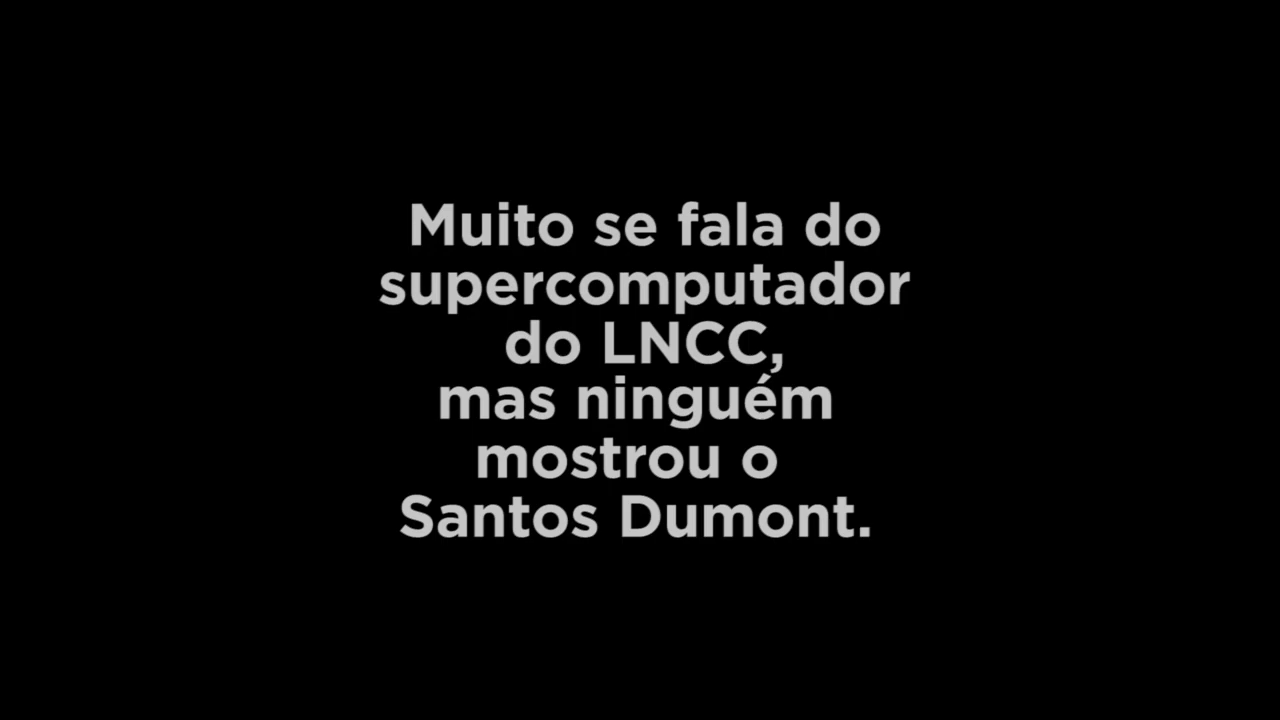 Muito se fala do
supercomputador
do LNCC,
mas ninguém
mostrou o
Santos Dumont.